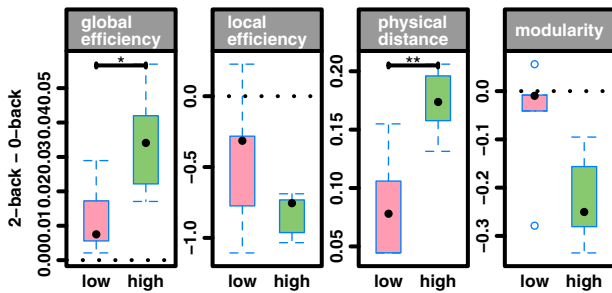 global efficiency
local efficiency
physical distance
modularity
2-back − 0-back
0.00
0.01
0.02
0.03
0.04
0.05
*
low high
0.0
−0.5
−1.0
low high
0.20
0.15
0.10
0.05
**
low high
0.0
−0.1
−0.2
−0.3
low high